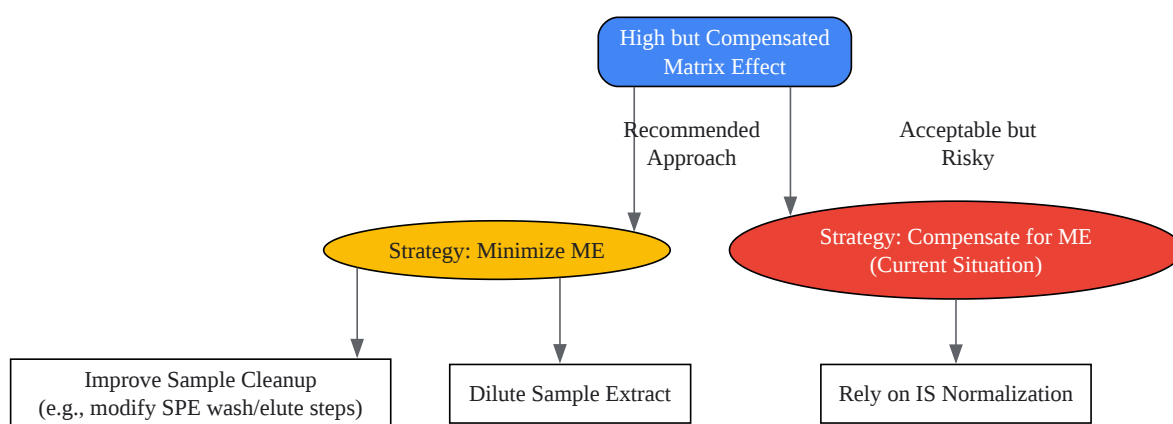 High but Compensated
Matrix Effect
Recommended
Approach
Acceptable but
Risky
Strategy: Minimize ME
Strategy: Compensate for ME
(Current Situation)
Improve Sample Cleanup
(e.g., modify SPE wash/elute steps)
Dilute Sample Extract
Rely on IS Normalization